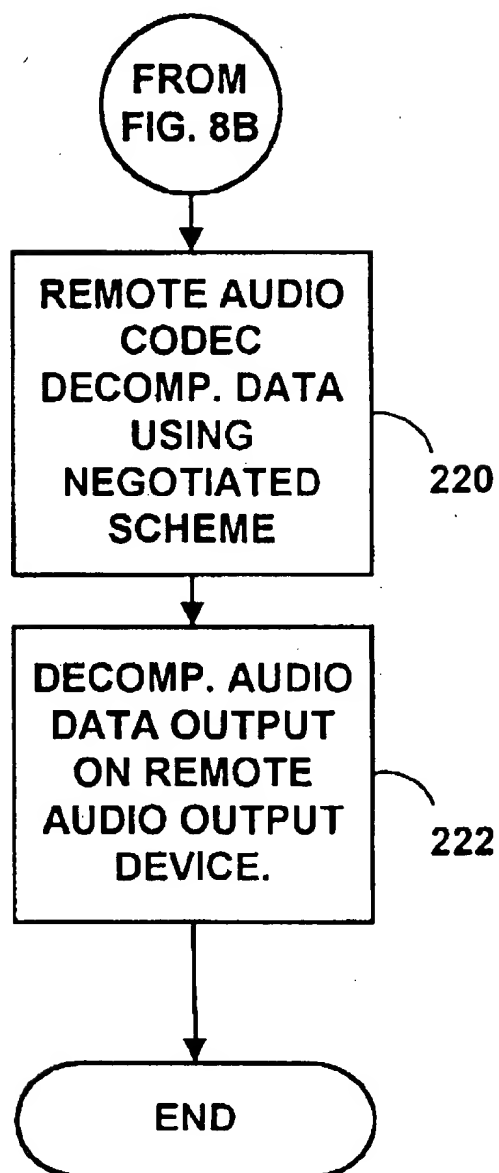 FROM
FIG. 8B
REMOTE AUDIO
CODEC
DECOMP. DATA
USING
NEGOTIATED
SCHEME
220
DECOMP. AUDIO
DATA OUTPUT
ON REMOTE
AUDIO OUTPUT
DEVICE.
222
END